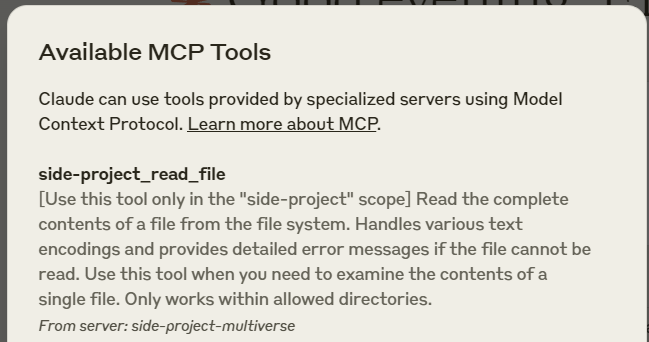 Available MCP Tools
Claude can use tools provided by specialized servers using Model
Context Protocol. Learn more about MCP.
side-project_read_file
[Use this tool only in the "side-project" scope] Read the complete
contents of a file from the file system. Handles various text
encodings and provides detailed error messages if the file cannot be
read. Use this tool when you need to examine the contents of a
single file. Only works within allowed directories.
From server: side-project-multiverse